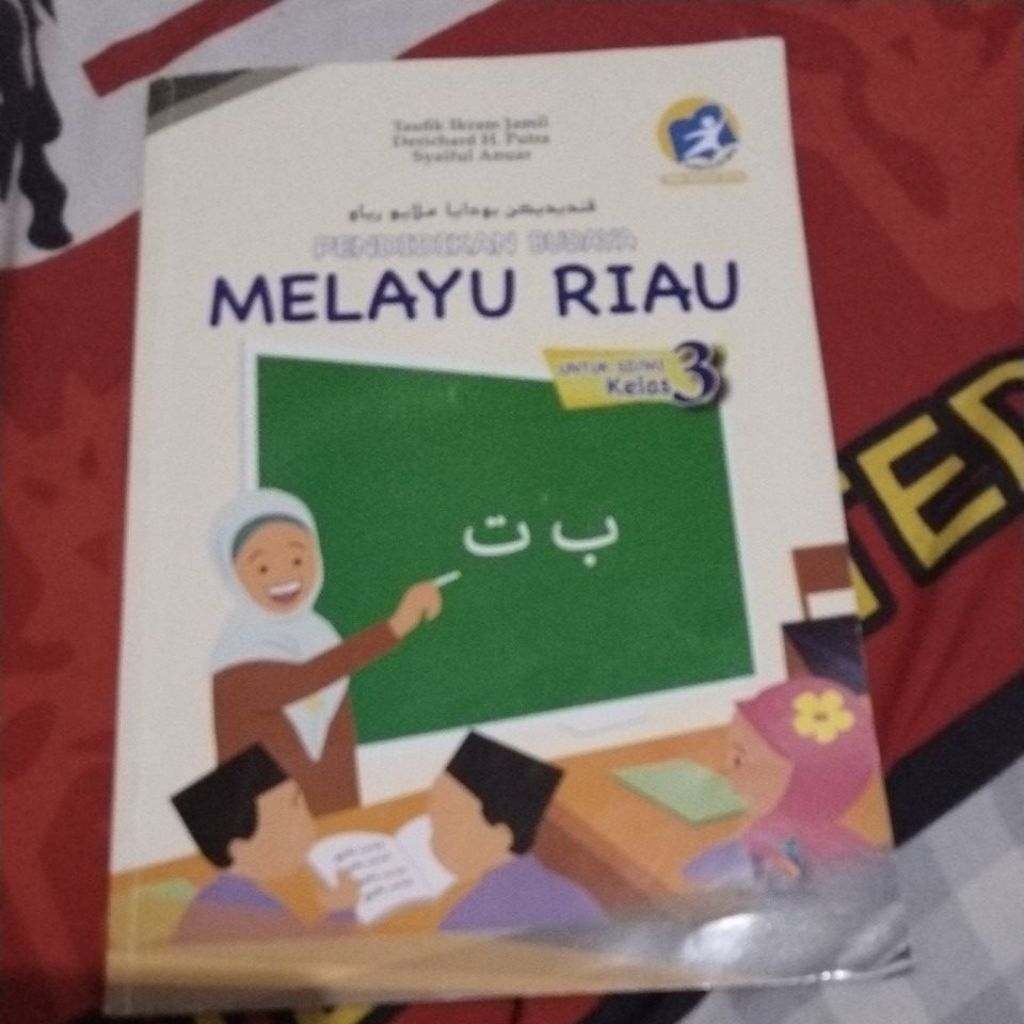 Taufik Ikram Jamil
Derichard H. Putra
Syaiful Anuar
ڤنديديكن بودايا ملايو رياو
PENDIDIKAN BUDAYA
MELAYU RIAU
UNTUK SD/MI
Kelas 3
ب ت